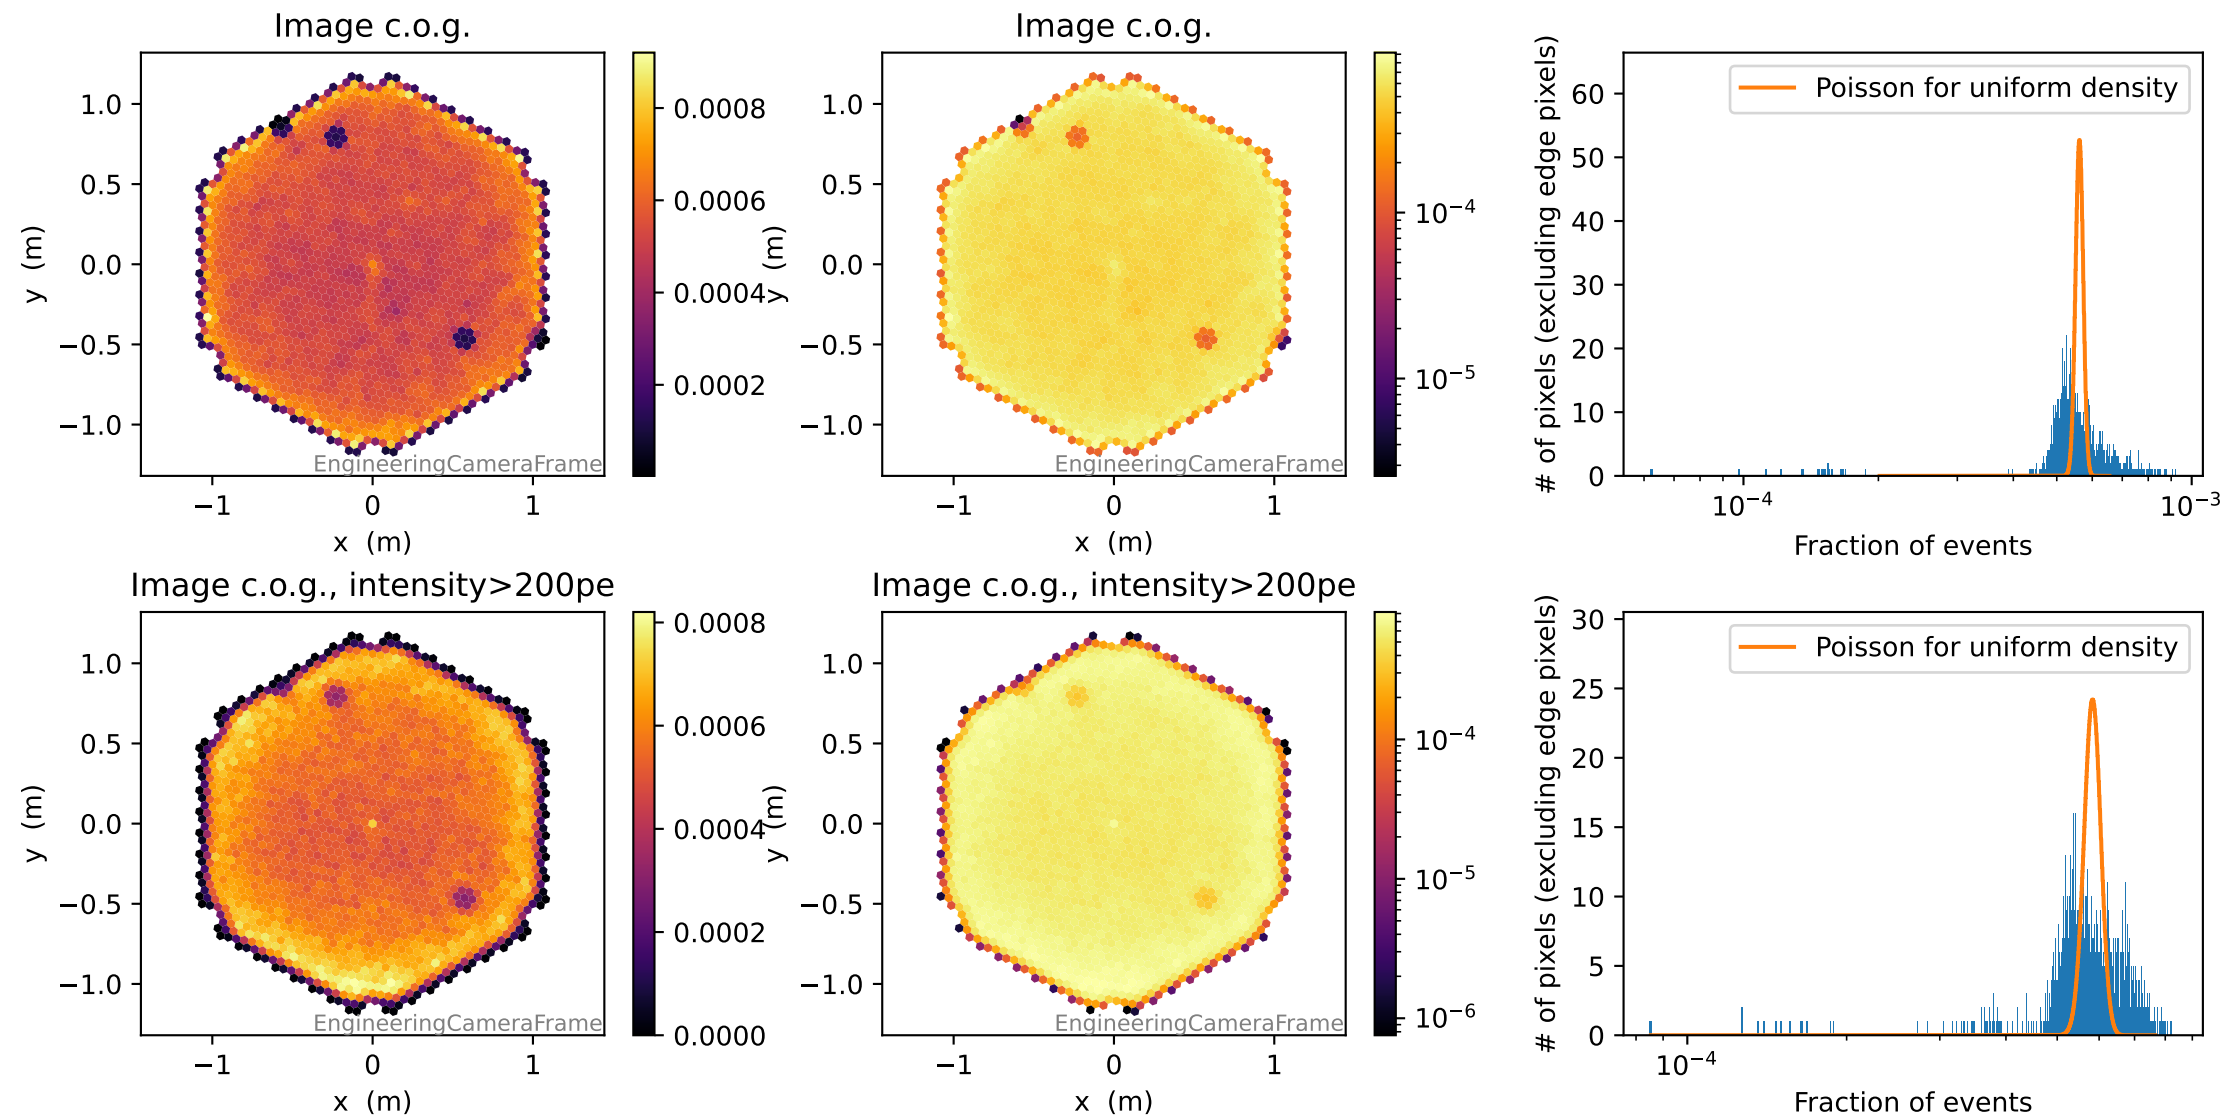 Image c.o.g.
1.0
0.5
0.0
−0.5
−1.0
y (m)
−1
0
1
x (m)
EngineeringCameraFrame
0.0008
0.0006
0.0004
0.0002
Image c.o.g.
1.0
0.5
0.0
−0.5
−1.0
y (m)
−1
0
1
x (m)
EngineeringCameraFrame
10⁻⁴
10⁻⁵
# of pixels (excluding edge pixels)
60
50
40
30
20
10
0
Poisson for uniform density
10⁻⁴
10⁻³
Fraction of events
Image c.o.g., intensity>200pe
1.0
0.5
0.0
−0.5
−1.0
y (m)
−1
0
1
x (m)
EngineeringCameraFrame
0.0008
0.0006
0.0004
0.0002
0.0000
Image c.o.g., intensity>200pe
1.0
0.5
0.0
−0.5
−1.0
y (m)
−1
0
1
x (m)
EngineeringCameraFrame
10⁻⁴
10⁻⁵
10⁻⁶
# of pixels (excluding edge pixels)
30
25
20
15
10
5
0
Poisson for uniform density
10⁻⁴
Fraction of events